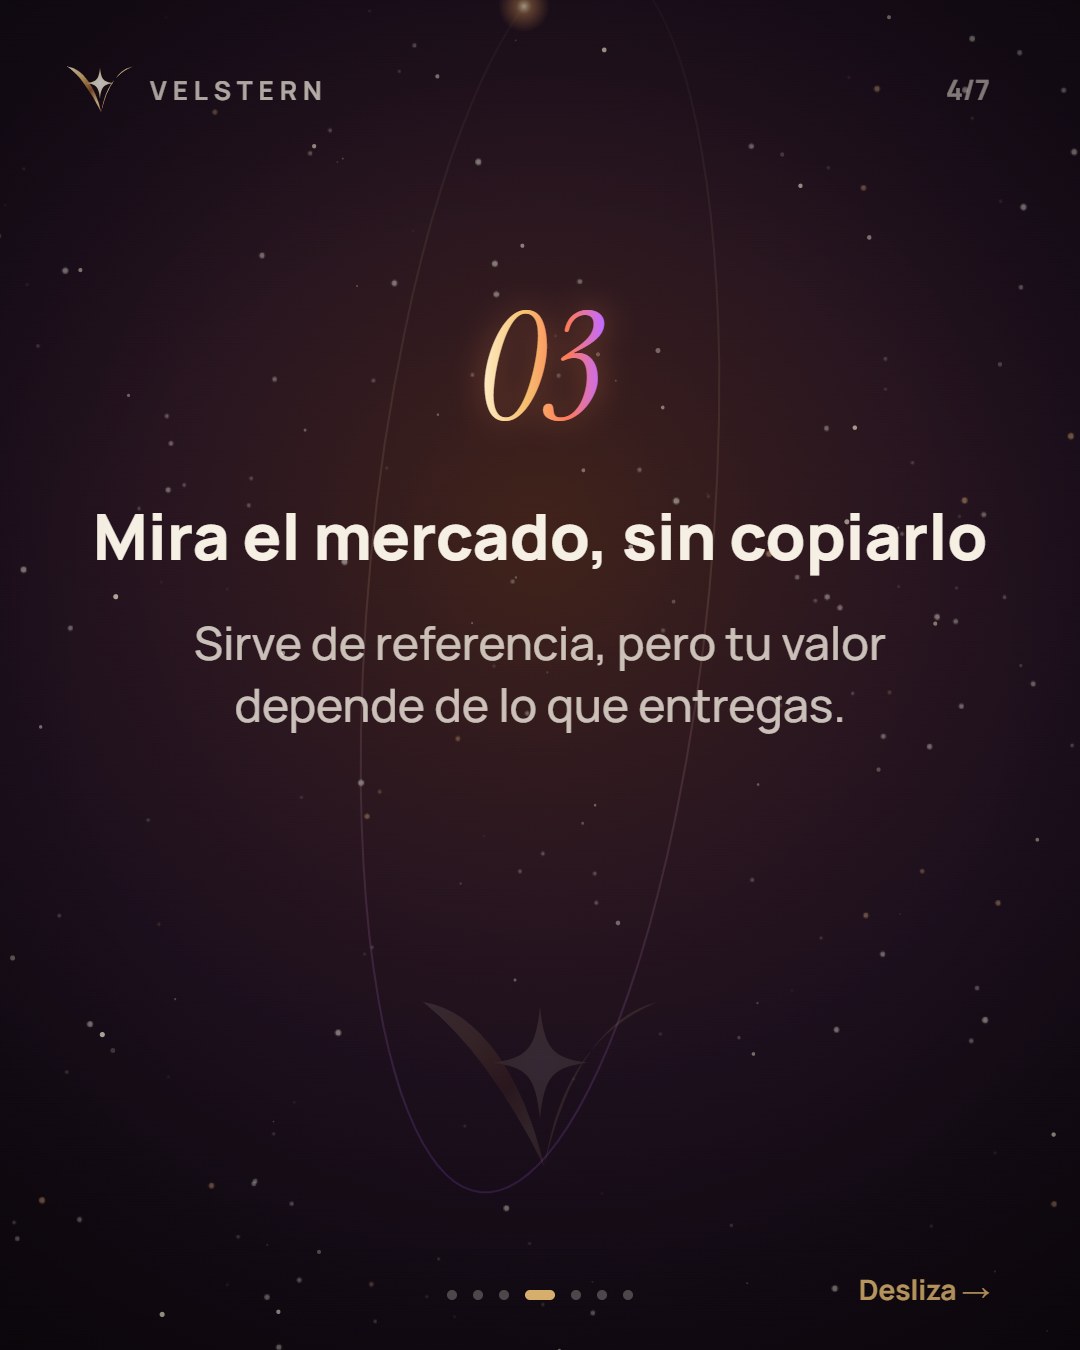 VELSTERN
4/7
03
Mira el mercado, sin copiarlo
Sirve de referencia, pero tu valor
depende de lo que entregas.
Desliza →